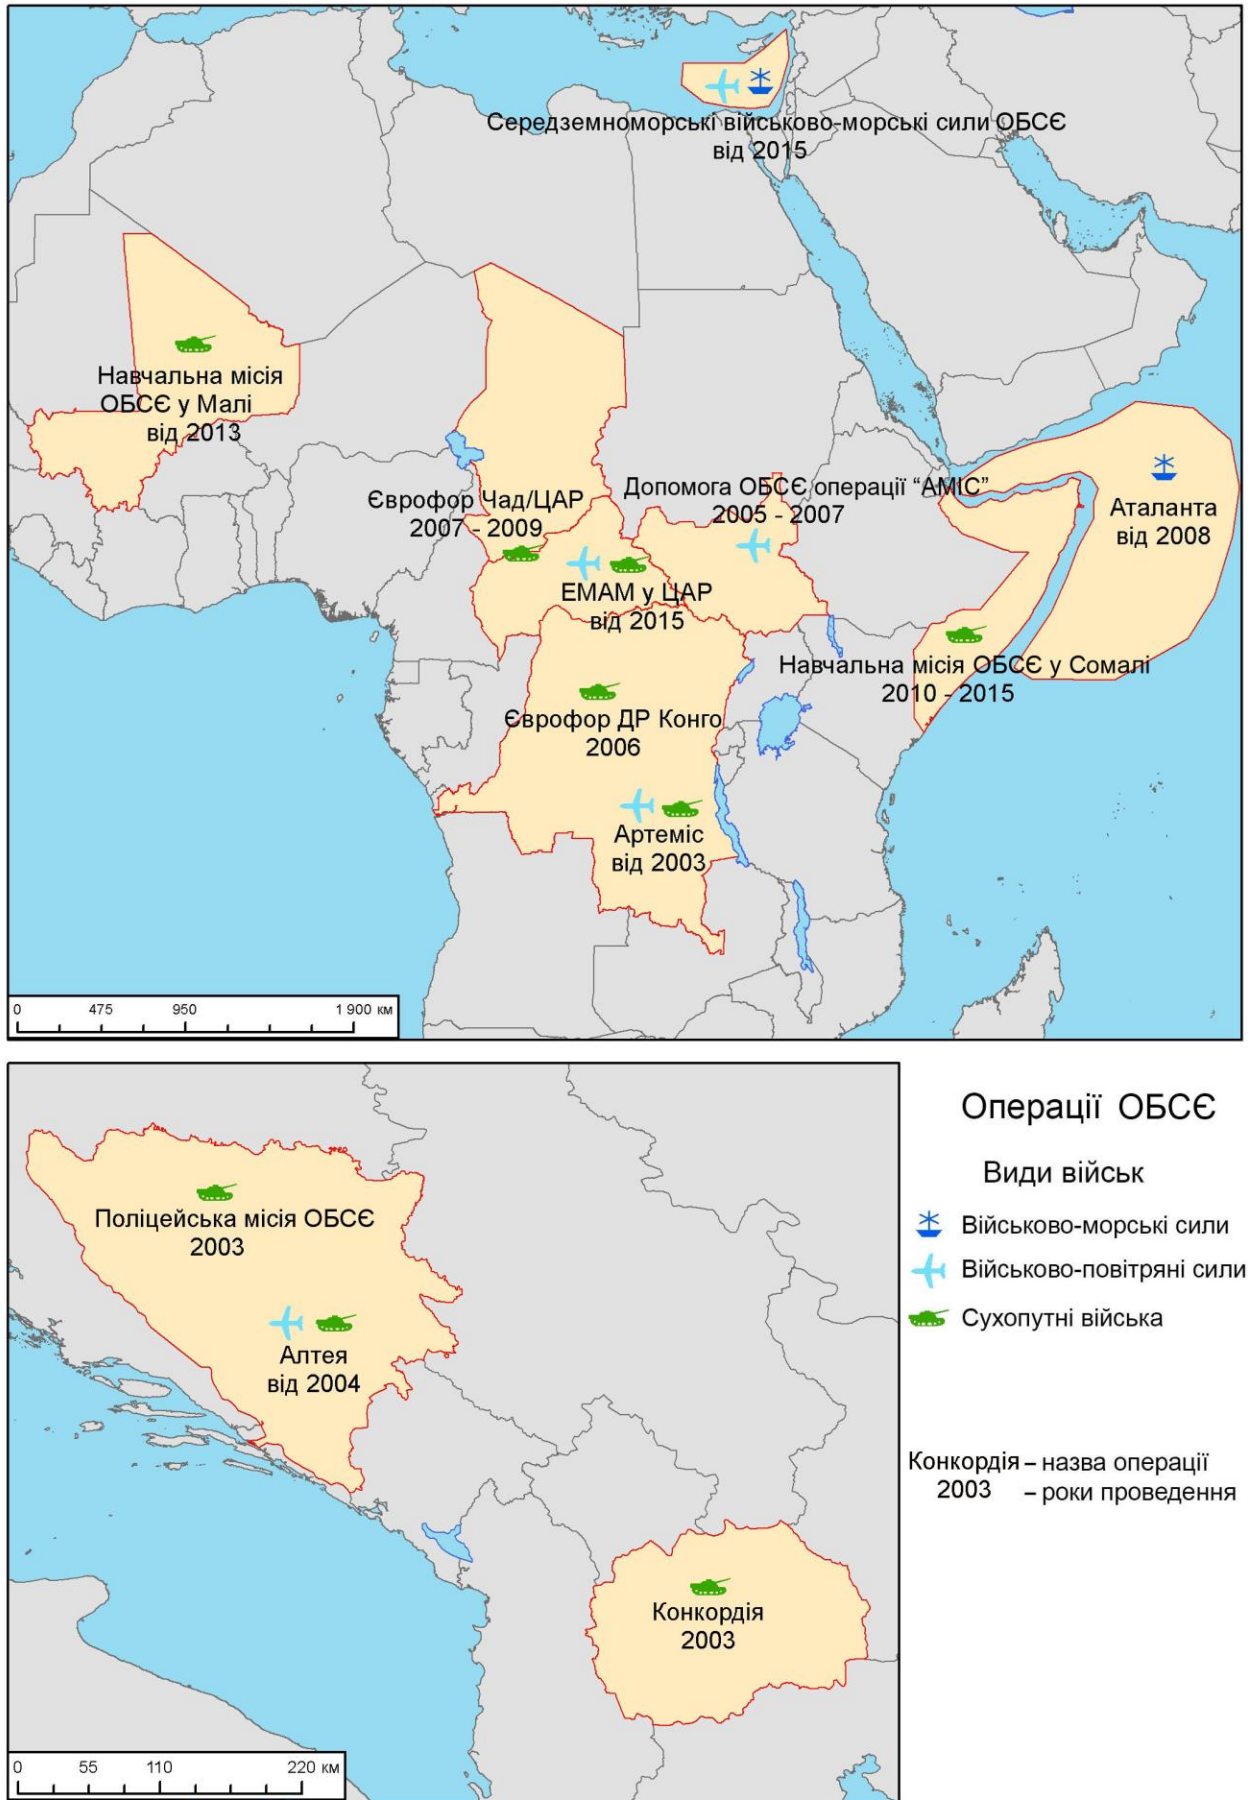 Середземноморські військово-морські сили ОБСЄ
від 2015
Навчальна місія
ОБСЄ у Малі
від 2013
Єврофор Чад/ЦАР
2007 - 2009
Допомога ОБСЄ операції “АМІС”
2005 - 2007
Аталанта
від 2008
ЕМАМ у ЦАР
від 2015
Навчальна місія ОБСЄ у Сомалі
2010 - 2015
Єврофор ДР Конго
2006
Артеміс
від 2003
0 475 950 1 900 км
Поліцейська місія ОБСЄ
2003
Алтея
від 2004
Конкордія
2003
0 55 110 220 км
Операції ОБСЄ
Види військ
Військово-морські сили
Військово-повітряні сили
Сухопутні війська
Конкордія – назва операції
2003 – роки проведення